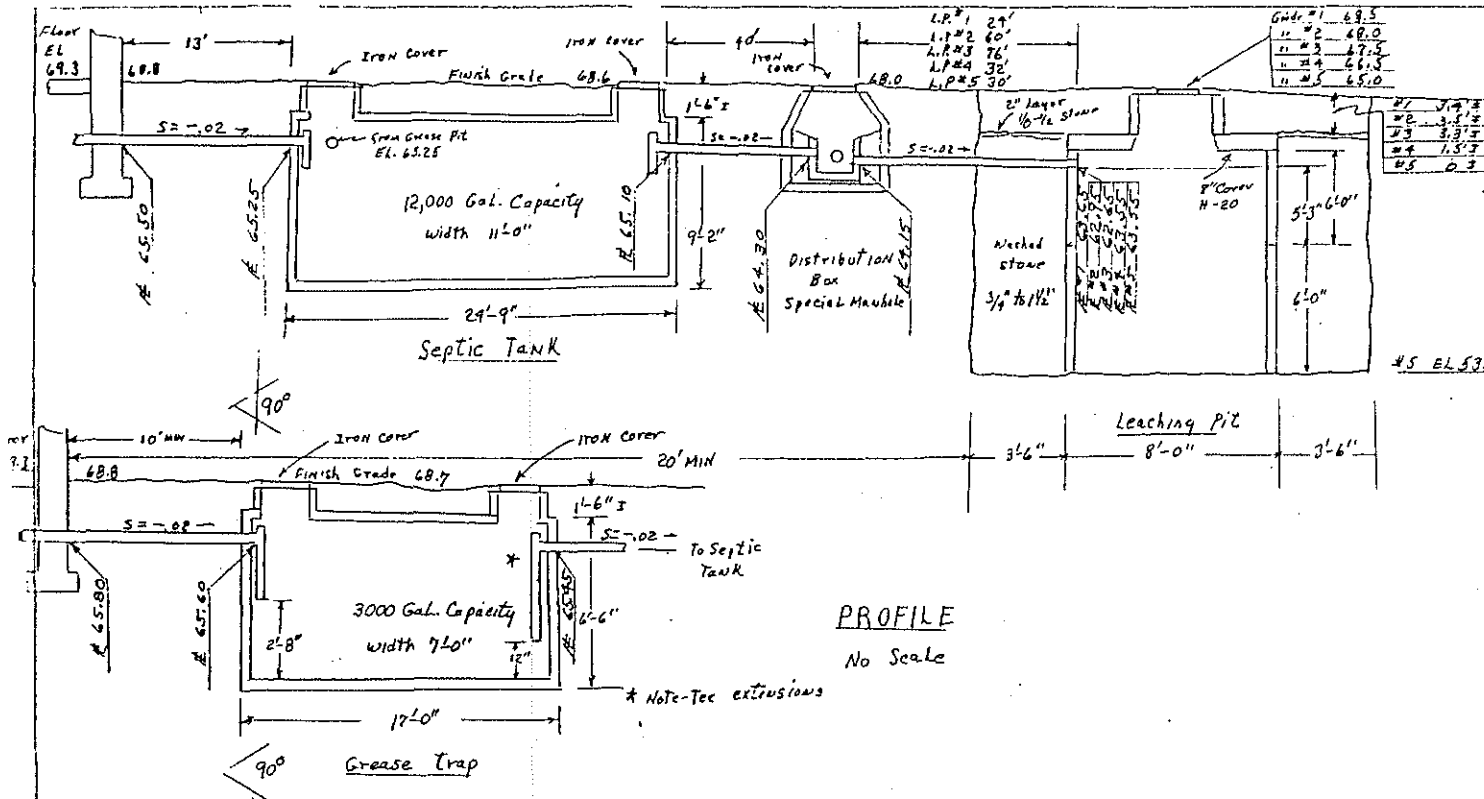 Floor
EL
69.3
68.8
13'
Iron Cover
Iron Cover
Finish Grade 68.6
40'
L.P.#1 24'
L.P.#2 60'
L.P.#3 76'
L.P.#4 32'
L.P.#5 30'
Iron
cover
68.0
Grade #1 69.5
" #2 68.0
" #3 67.5
" #4 66.5
" #5 65.0
#2 3.5'±
#3 3.3'±
#4 1.5'±
#5 0 ±
2" Layer
1/8-1/2 Stone
S=-.02 →
From Grease Pit
EL. 65.25
1'-6" ±
S=-.02 →
S=-.02 →
8" Cover
H-20
12,000 Gal. Capacity
width 11'-0"
9'-2"
5'-3"
6'-0"
₧ 65.50
₧ 65.25
₧ 65.10
₧ 64.30
₧ 64.15
Distribution
Box
Special Manhole
Washed
stone
3/4" to 1 1/2"
6'-0"
24'-9"
Septic Tank
#5 EL 53.
Leaching Pit
3'-6"
8'-0"
3'-6"
90°
10' MIN
Iron Cover
Iron Cover
20' MIN
68.8
Finish Grade 68.7
1'-6" ±
S=-.02 →
S=-.02 →
To Septic
Tank
*
3000 Gal. Capacity
width 7'-0"
6'-6"
2'-8"
12"
₧ 65.80
₧ 65.60
₧ 65.45
* Note-Tee extensions
17'-0"
Grease Trap
90°
PROFILE
No Scale